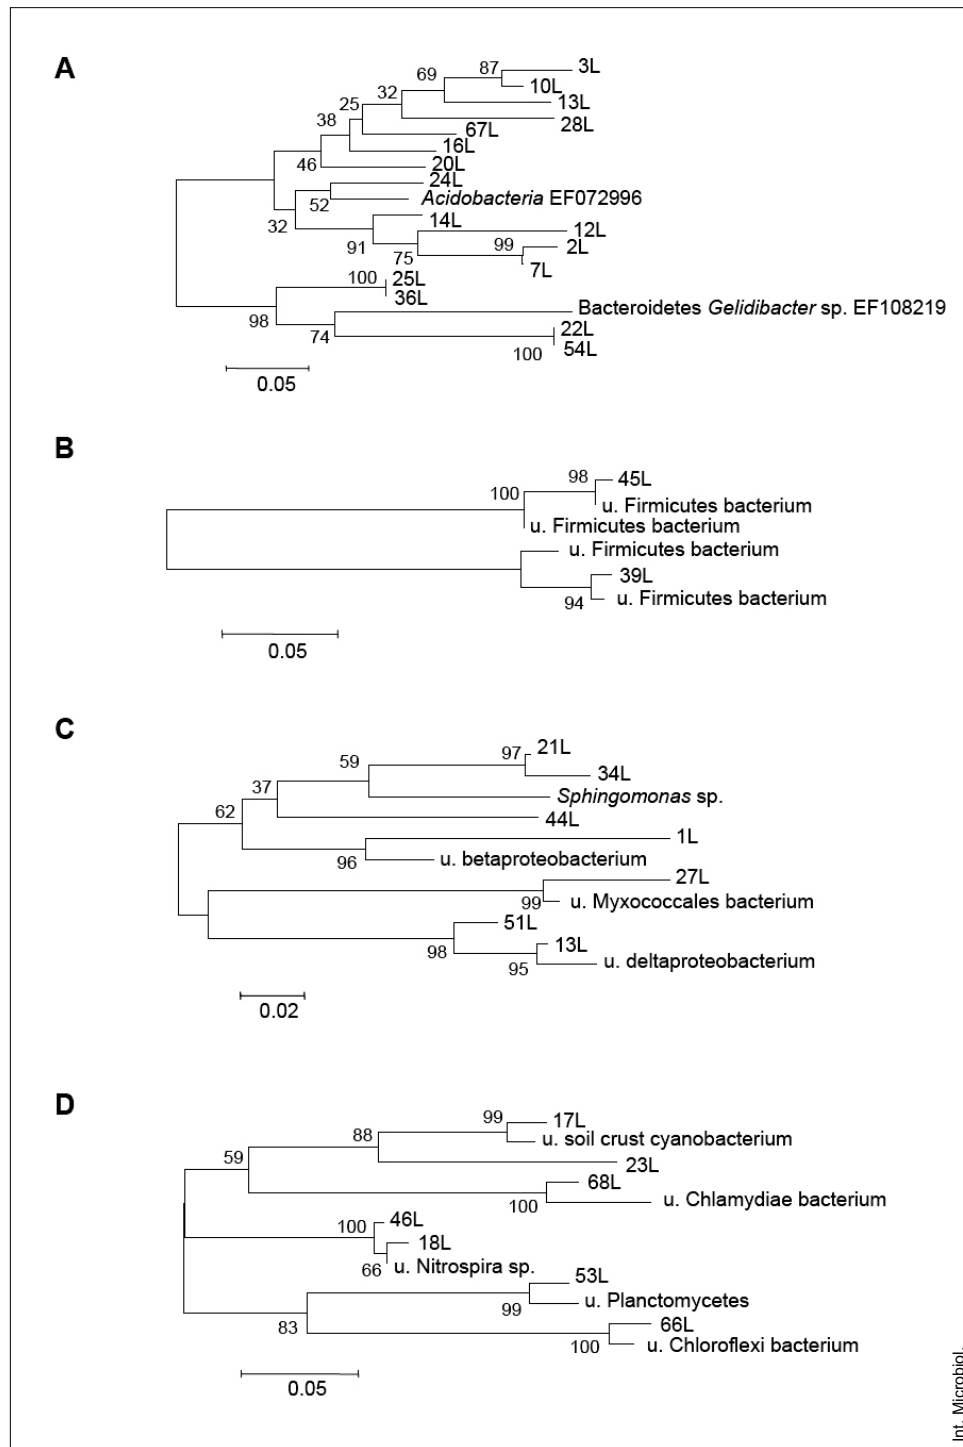 A
87
3L
69
10L
32
13L
25
28L
38
67L
16L
46
20L
24L
52
Acidobacteria EF072996
32
14L
91
12L
99
2L
75
7L
100
25L
36L
98
Bacteroidetes Gelidibacter sp. EF108219
74
22L
100
54L
0.05
B
98
45L
100
u. Firmicutes bacterium
u. Firmicutes bacterium
u. Firmicutes bacterium
39L
94
u. Firmicutes bacterium
0.05
C
97
21L
59
34L
37
Sphingomonas sp.
62
44L
1L
96
u. betaproteobacterium
27L
99
u. Myxococcales bacterium
51L
98
13L
95
u. deltaproteobacterium
0.02
D
99
17L
88
u. soil crust cyanobacterium
59
23L
68L
100
u. Chlamydiae bacterium
100
46L
18L
66
u. Nitrospira sp.
53L
99
u. Planctomycetes
83
66L
100
u. Chloroflexi bacterium
0.05
Int. Microbiol.